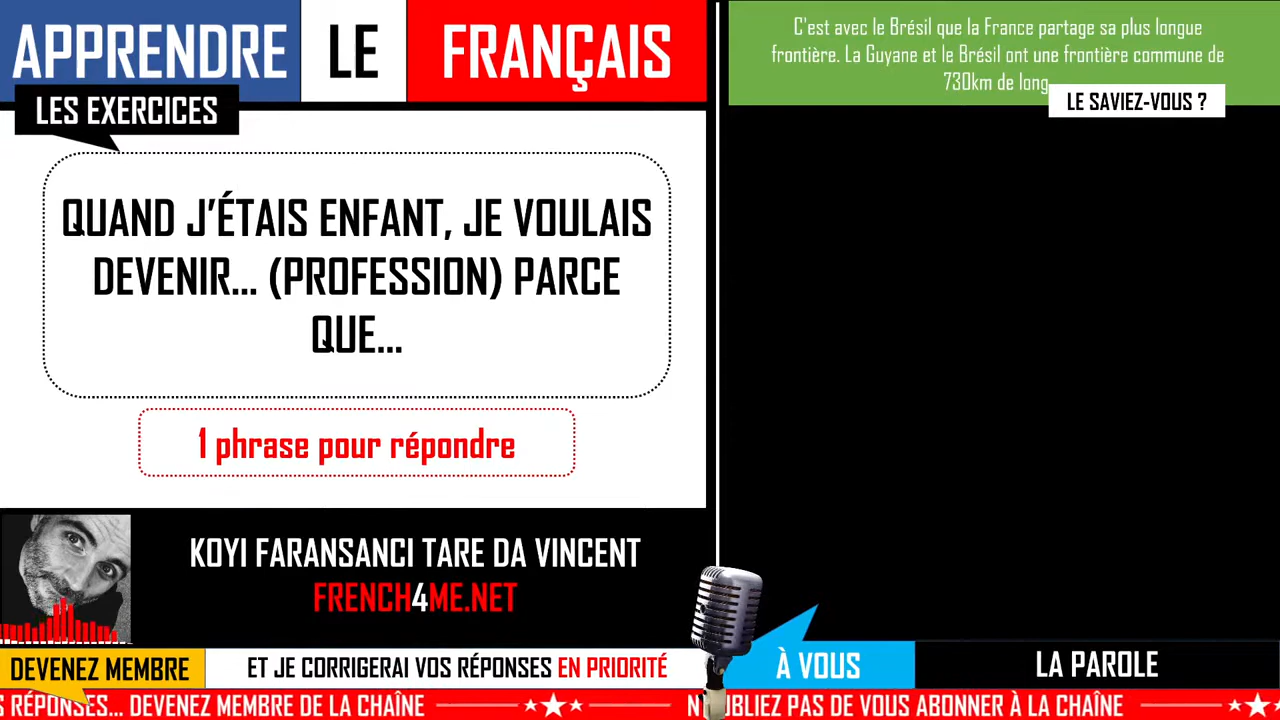 APPRENDRE LE FRANÇAIS
LES EXERCICES
QUAND J'ÉTAIS ENFANT, JE VOULAIS
DEVENIR... (PROFESSION) PARCE
QUE...
1 phrase pour répondre
KOYI FARANSANCI TARE DA VINCENT
FRENCH4ME.NET
DEVENEZ MEMBRE
ET JE CORRIGERAI VOS RÉPONSES EN PRIORITÉ
C'est avec le Brésil que la France partage sa plus longue
frontière. La Guyane et le Brésil ont une frontière commune de
730km de long
LE SAVIEZ-VOUS ?
À VOUS
LA PAROLE
RÉPONSES... DEVENEZ MEMBRE DE LA CHAÎNE
PAS DE VOUS ABONNER À LA CHAÎNE